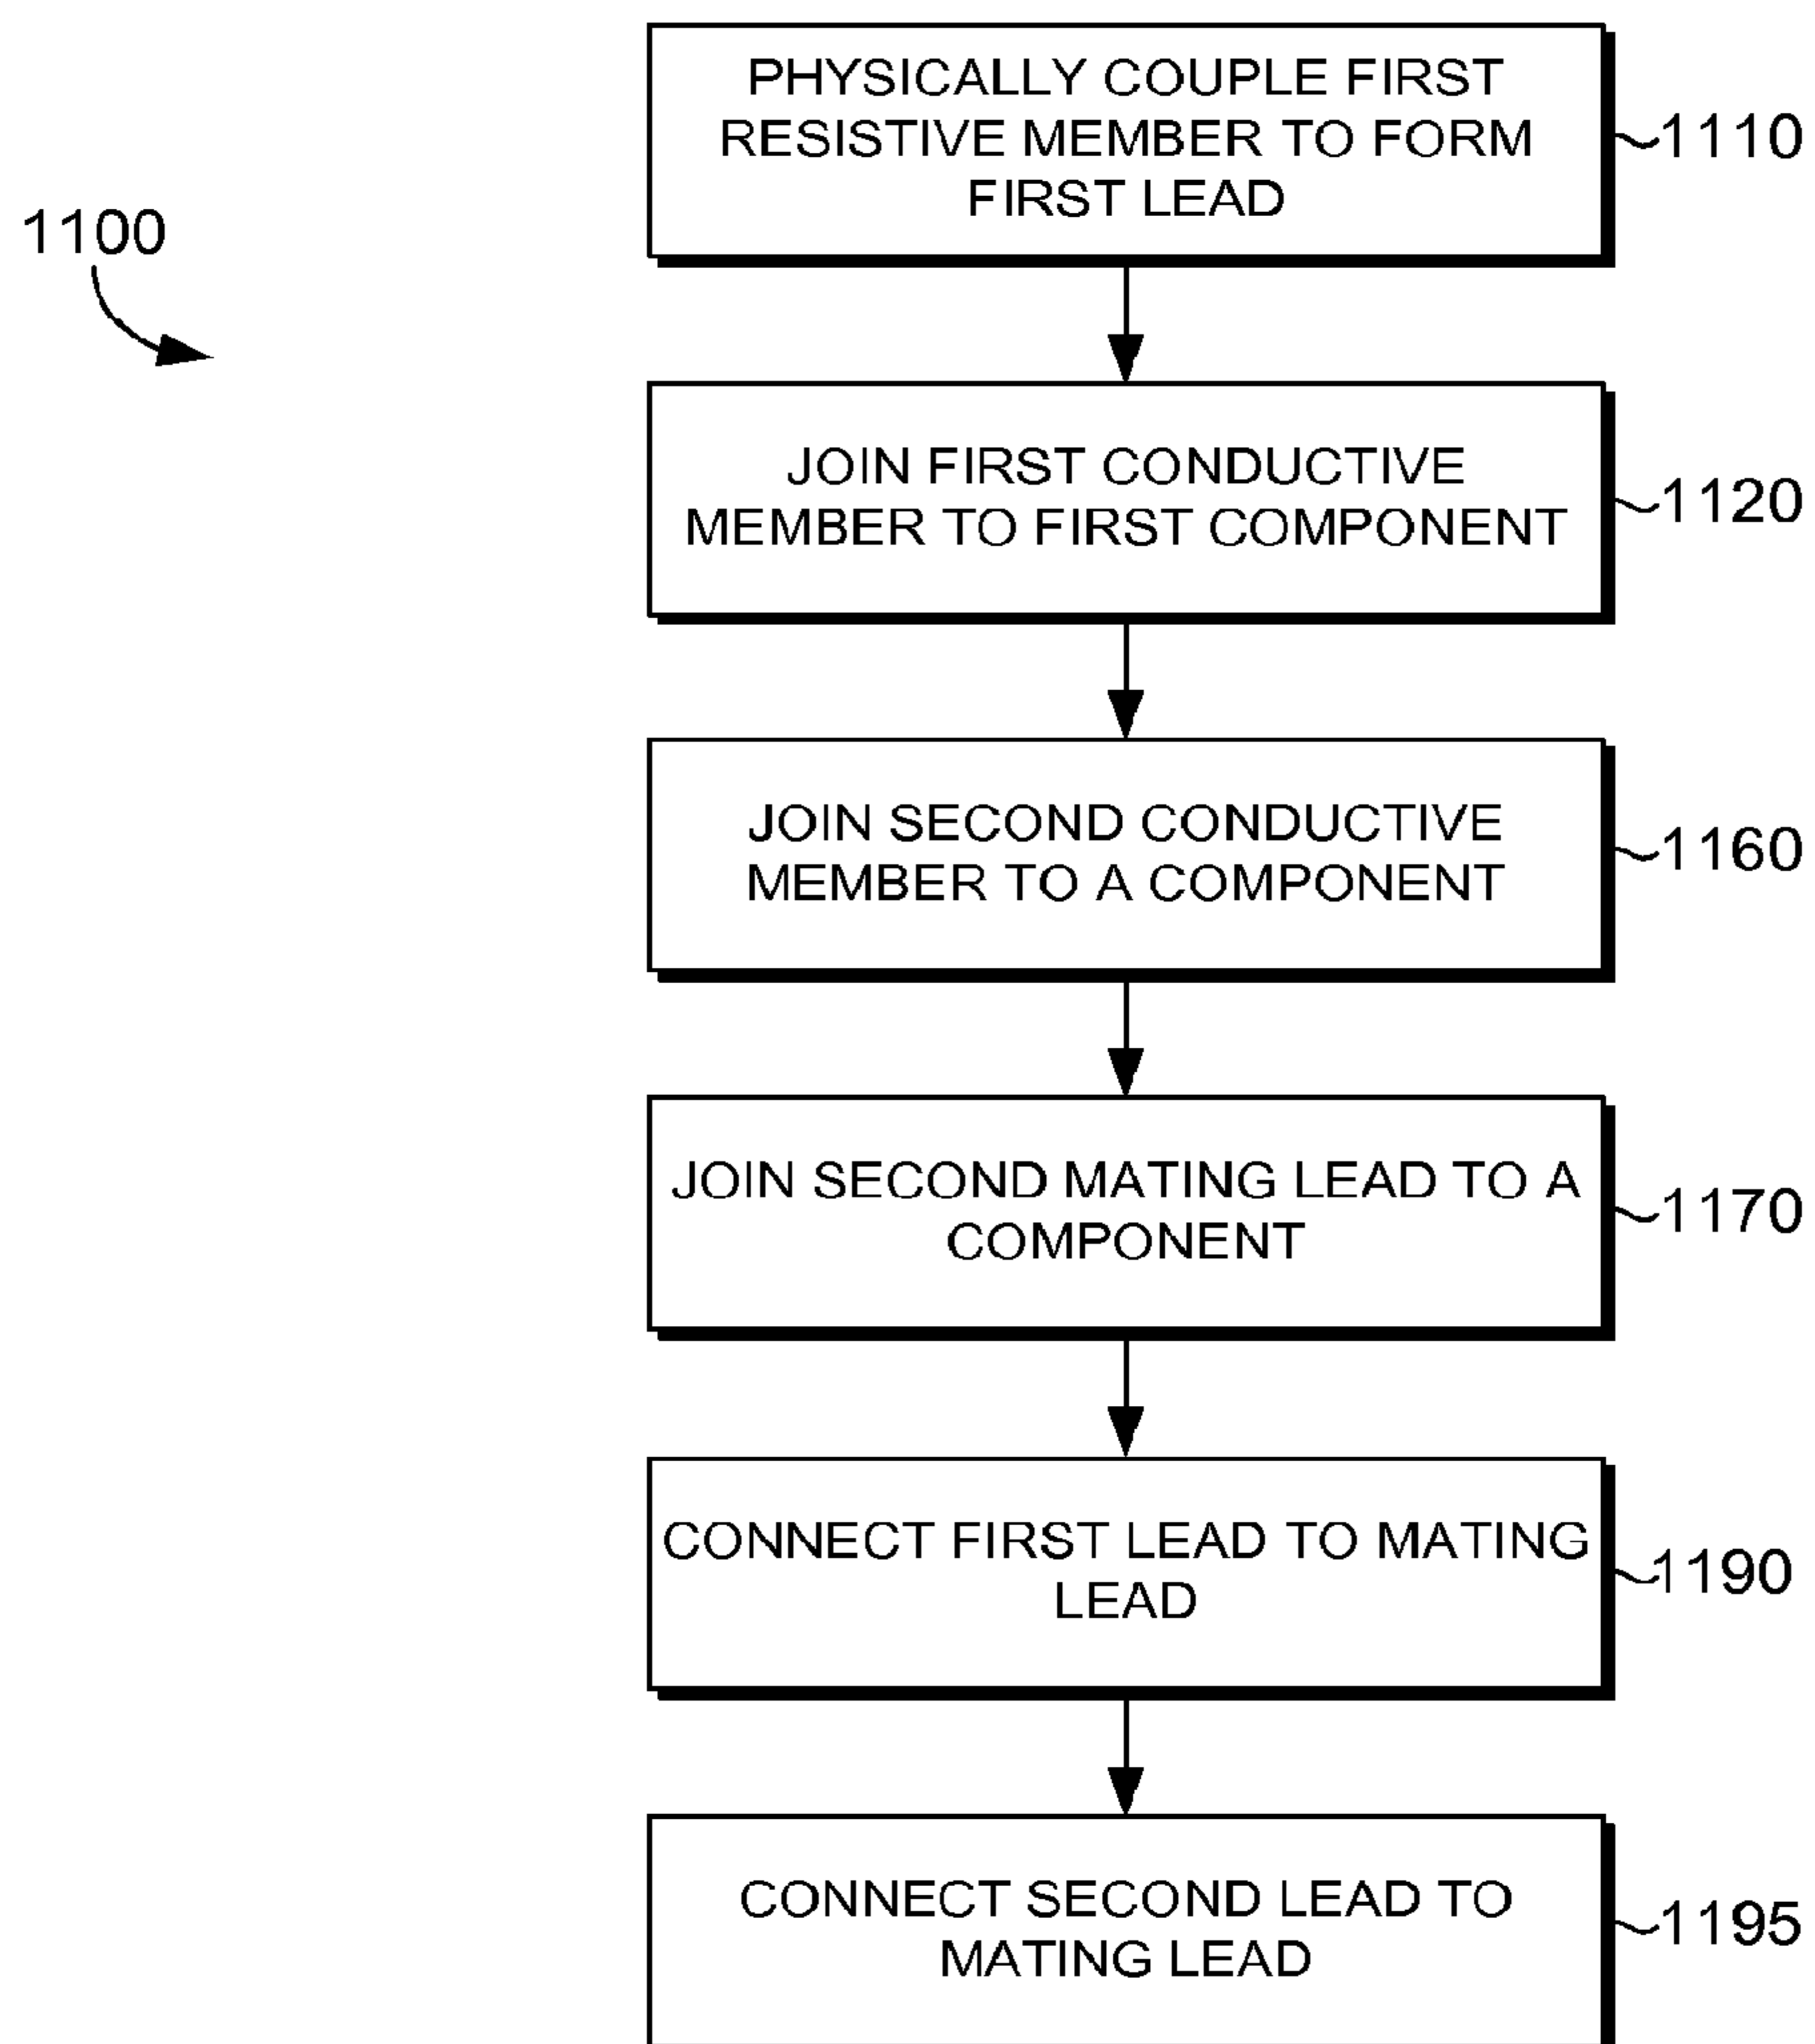 1100
PHYSICALLY COUPLE FIRST
RESISTIVE MEMBER TO FORM
FIRST LEAD
1110
JOIN FIRST CONDUCTIVE
MEMBER TO FIRST COMPONENT
1120
JOIN SECOND CONDUCTIVE
MEMBER TO A COMPONENT
1160
JOIN SECOND MATING LEAD TO A
COMPONENT
1170
CONNECT FIRST LEAD TO MATING
LEAD
1190
CONNECT SECOND LEAD TO
MATING LEAD
1195